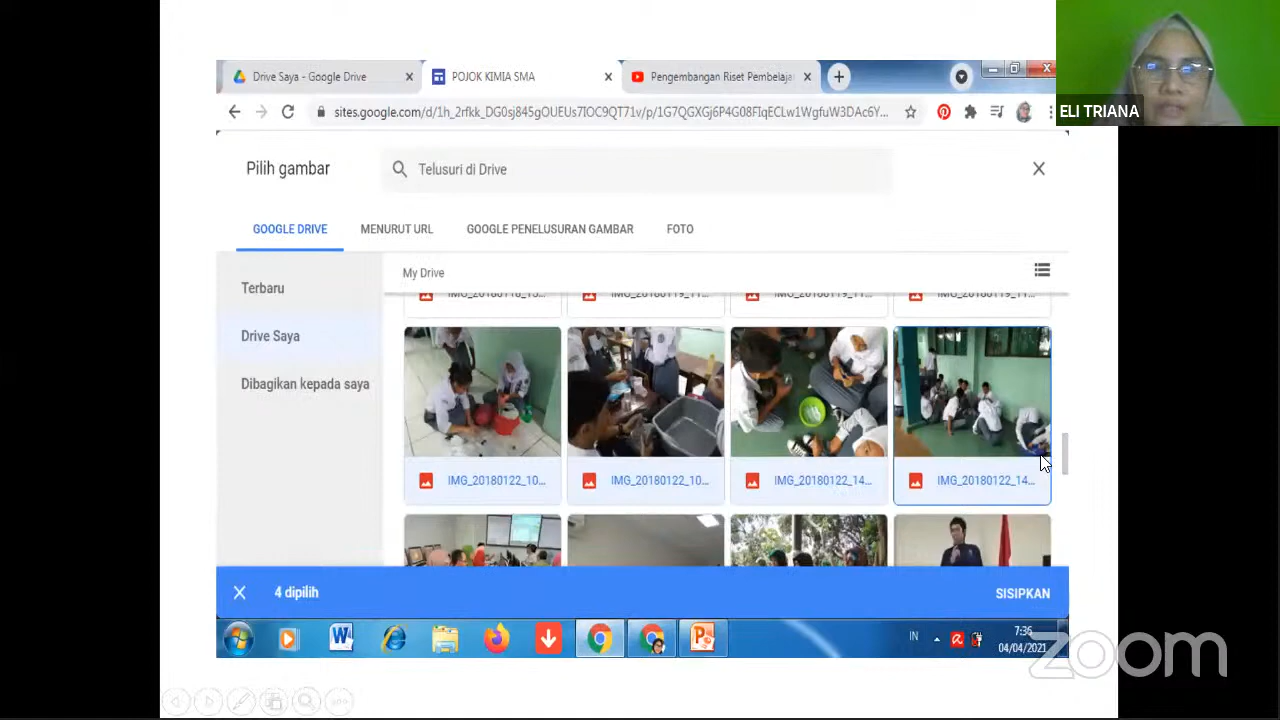 Drive Saya - Google Drive
POJOK KIMIA SMA
Pengembangan Riset Pembelaja
ELI TRIANA
Pilih gambar
Telusuri di Drive
GOOGLE DRIVE
MENURUT URL
GOOGLE PENELUSURAN GAMBAR
FOTO
My Drive
Terbaru
Drive Saya
Dibagikan kepada saya
IMG_20180122_10...
IMG_20180122_10...
IMG_20180122_14...
IMG_20180122_14...
4 dipilih
SISIPKAN
IN
7:36
04/04/2021
zoom